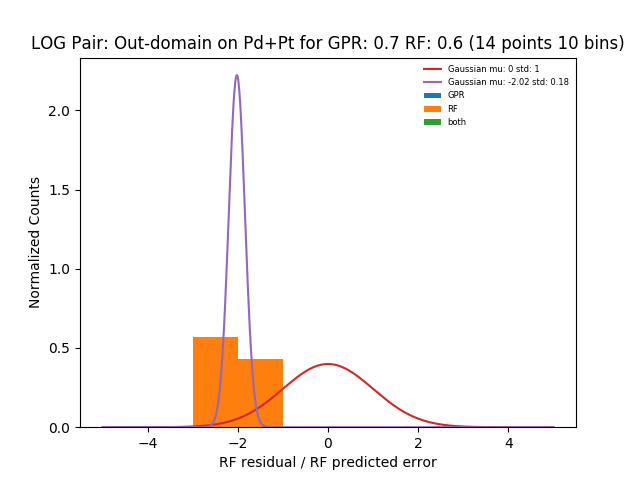 LOG Pair: Out-domain on Pd+Pt for GPR: 0.7 RF: 0.6 (14 points 10 bins)
Gaussian mu: 0 std: 1
Gaussian mu: -2.02 std: 0.18
GPR
RF
both
Normalized Counts
2.0
1.5
1.0
0.5
0.0
−4 −2 0 2 4
RF residual / RF predicted error